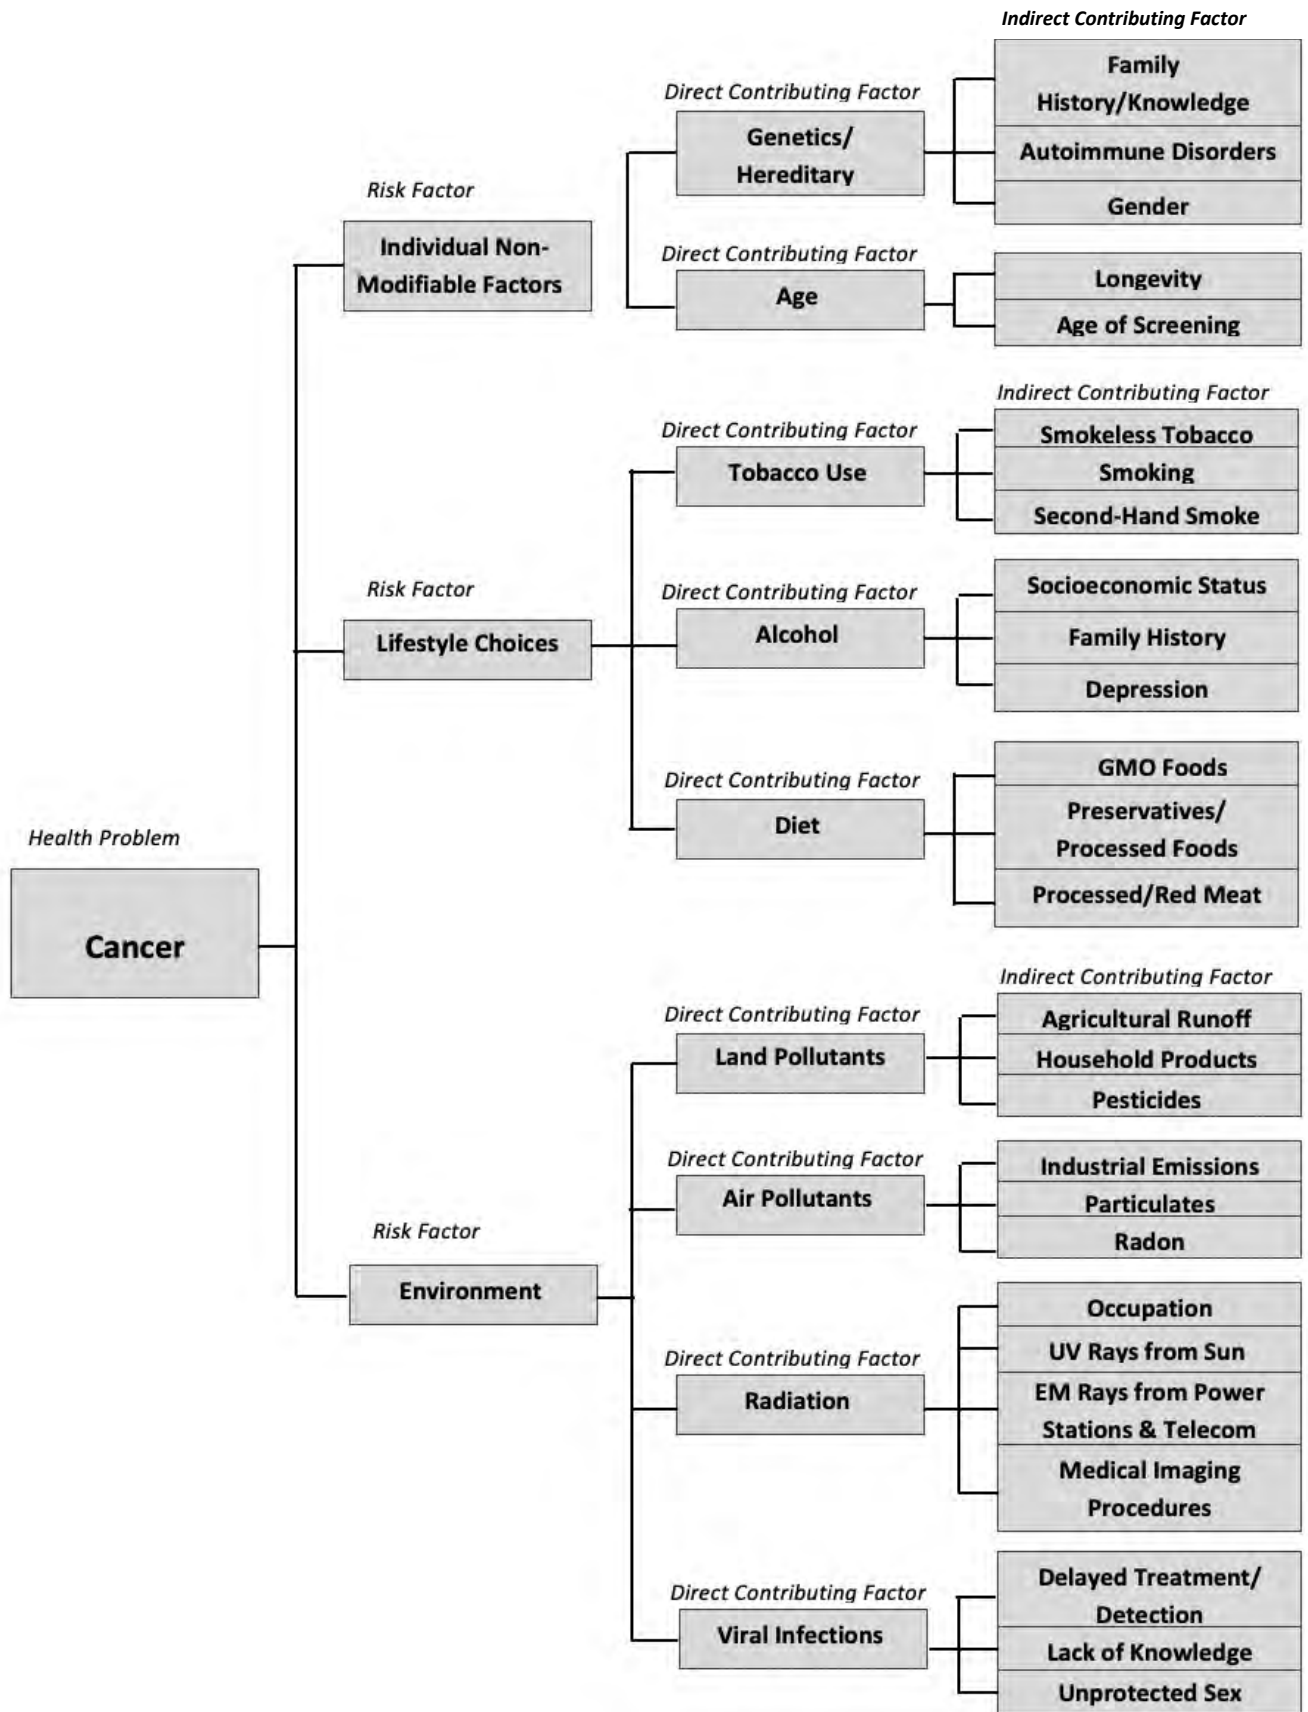 Indirect Contributing Factor
Family
History/Knowledge
Direct Contributing Factor
Genetics/
Hereditary
Autoimmune Disorders
Gender
Risk Factor
Individual Non-
Modifiable Factors
Direct Contributing Factor
Age
Longevity
Age of Screening
Indirect Contributing Factor
Direct Contributing Factor
Tobacco Use
Smokeless Tobacco
Smoking
Second-Hand Smoke
Risk Factor
Lifestyle Choices
Direct Contributing Factor
Alcohol
Socioeconomic Status
Family History
Depression
Direct Contributing Factor
Diet
GMO Foods
Preservatives/
Processed Foods
Processed/Red Meat
Health Problem
Cancer
Indirect Contributing Factor
Direct Contributing Factor
Land Pollutants
Agricultural Runoff
Household Products
Pesticides
Direct Contributing Factor
Air Pollutants
Industrial Emissions
Particulates
Radon
Risk Factor
Environment
Direct Contributing Factor
Radiation
Occupation
UV Rays from Sun
EM Rays from Power
Stations & Telecom
Medical Imaging
Procedures
Direct Contributing Factor
Viral Infections
Delayed Treatment/
Detection
Lack of Knowledge
Unprotected Sex